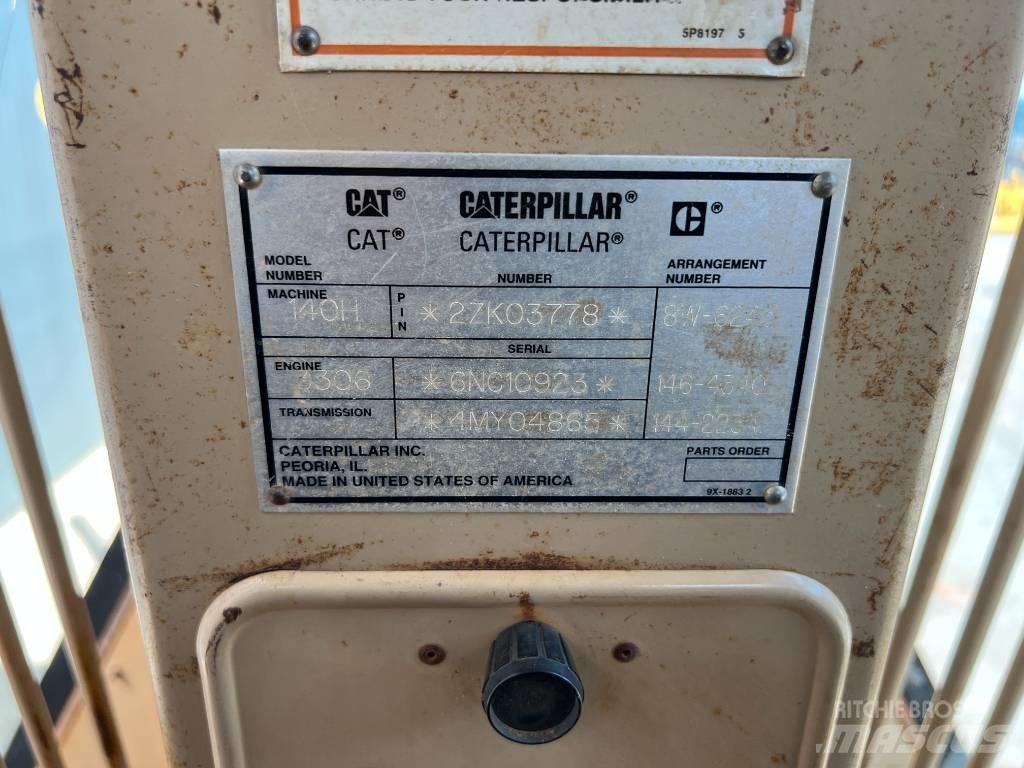 5P8197 5
CAT® CATERPILLAR® C®
CAT® CATERPILLAR®
MODEL NUMBER NUMBER ARRANGEMENT NUMBER
MACHINE 140H PIN *2ZK03778*
SERIAL
ENGINE 3306 *6NC10923*
TRANSMISSION *4MY04865*
CATERPILLAR INC. PARTS ORDER
PEORIA, IL.
MADE IN UNITED STATES OF AMERICA 9X-1883 2
RITCHIE BROS
MASCUS